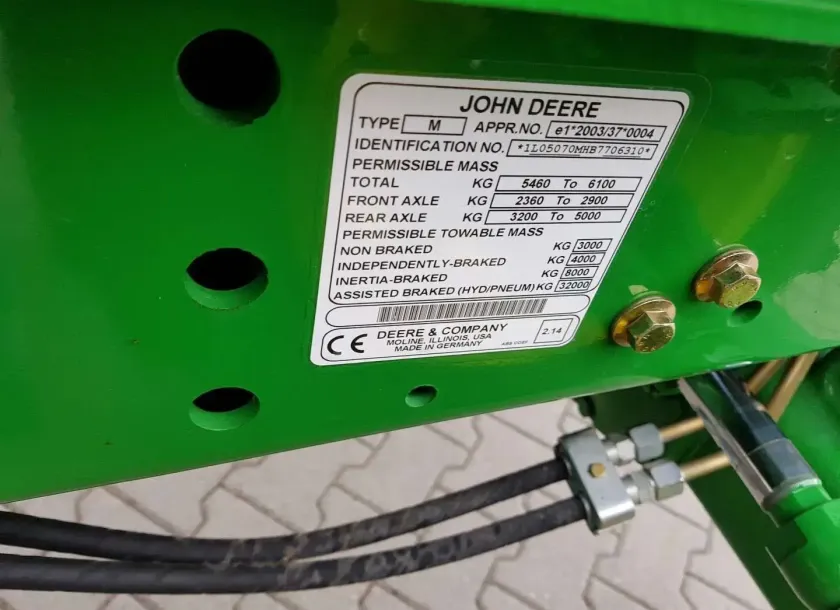 JOHN DEERE
TYPE M APPR.NO. e1*2003/37*0004
IDENTIFICATION NO. *1L05070MHB7706310*
PERMISSIBLE MASS
TOTAL KG 5460 To 6100
FRONT AXLE KG 2360 To 2900
REAR AXLE KG 3200 To 5000
PERMISSIBLE TOWABLE MASS
NON BRAKED KG 3000
INDEPENDENTLY-BRAKED KG 4000
INERTIA-BRAKED KG 8000
ASSISTED BRAKED (HYD/PNEUM) KG 32000
CE DEERE & COMPANY 2.14
MOLINE, ILLINOIS, USA
MADE IN GERMANY